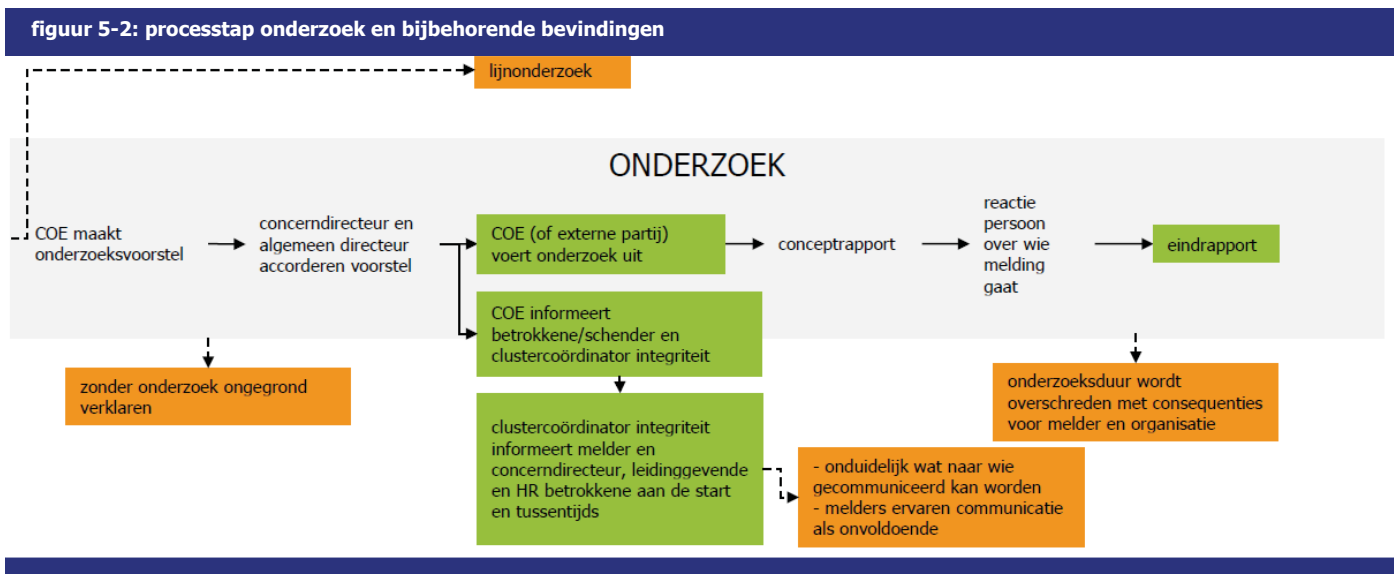 figuur 5-2: processtap onderzoek en bijbehorende bevindingen
lijnonderzoek
ONDERZOEK
COE maakt
onderzoeksvoorstel
concerndirecteur en
algemeen directeur
accorderen voorstel
COE (of externe partij)
voert onderzoek uit
conceptrapport
reactie
persoon
over wie
melding
gaat
eindrapport
COE informeert
betrokkene/schender en
clustercoördinator integriteit
zonder onderzoek ongegrond
verklaren
onderzoeksduur wordt
overschreden met consequenties
voor melder en organisatie
clustercoördinator integriteit
informeert melder en
concerndirecteur, leidinggevende
en HR betrokkene aan de start
en tussentijds
- onduidelijk wat naar wie
gecommuniceerd kan worden
- melders ervaren communicatie
als onvoldoende